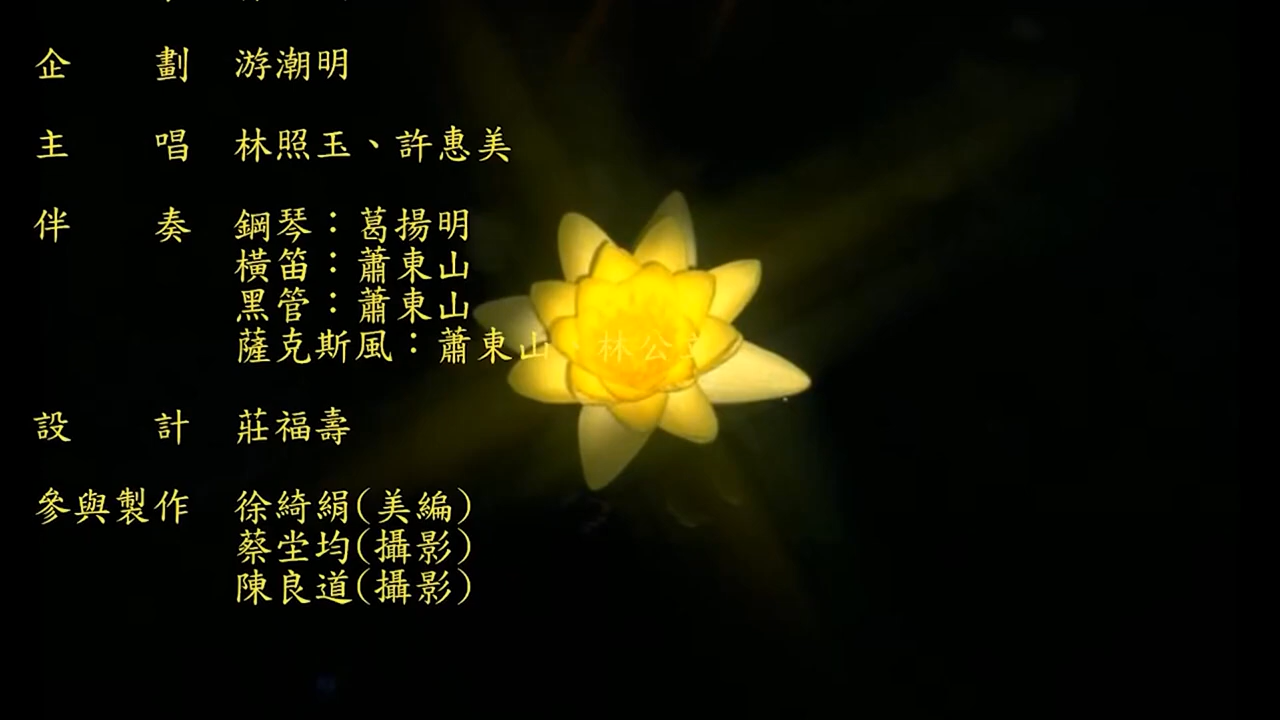 企劃 游潮明
主唱 林照玉、許惠美
伴奏 鋼琴：葛揚明
橫笛：蕭東山
黑管：蕭東山
薩克斯風：蕭東山、林公
設計 莊福壽
參與製作 徐綺絹(美編)
蔡坣均(攝影)
陳良道(攝影)